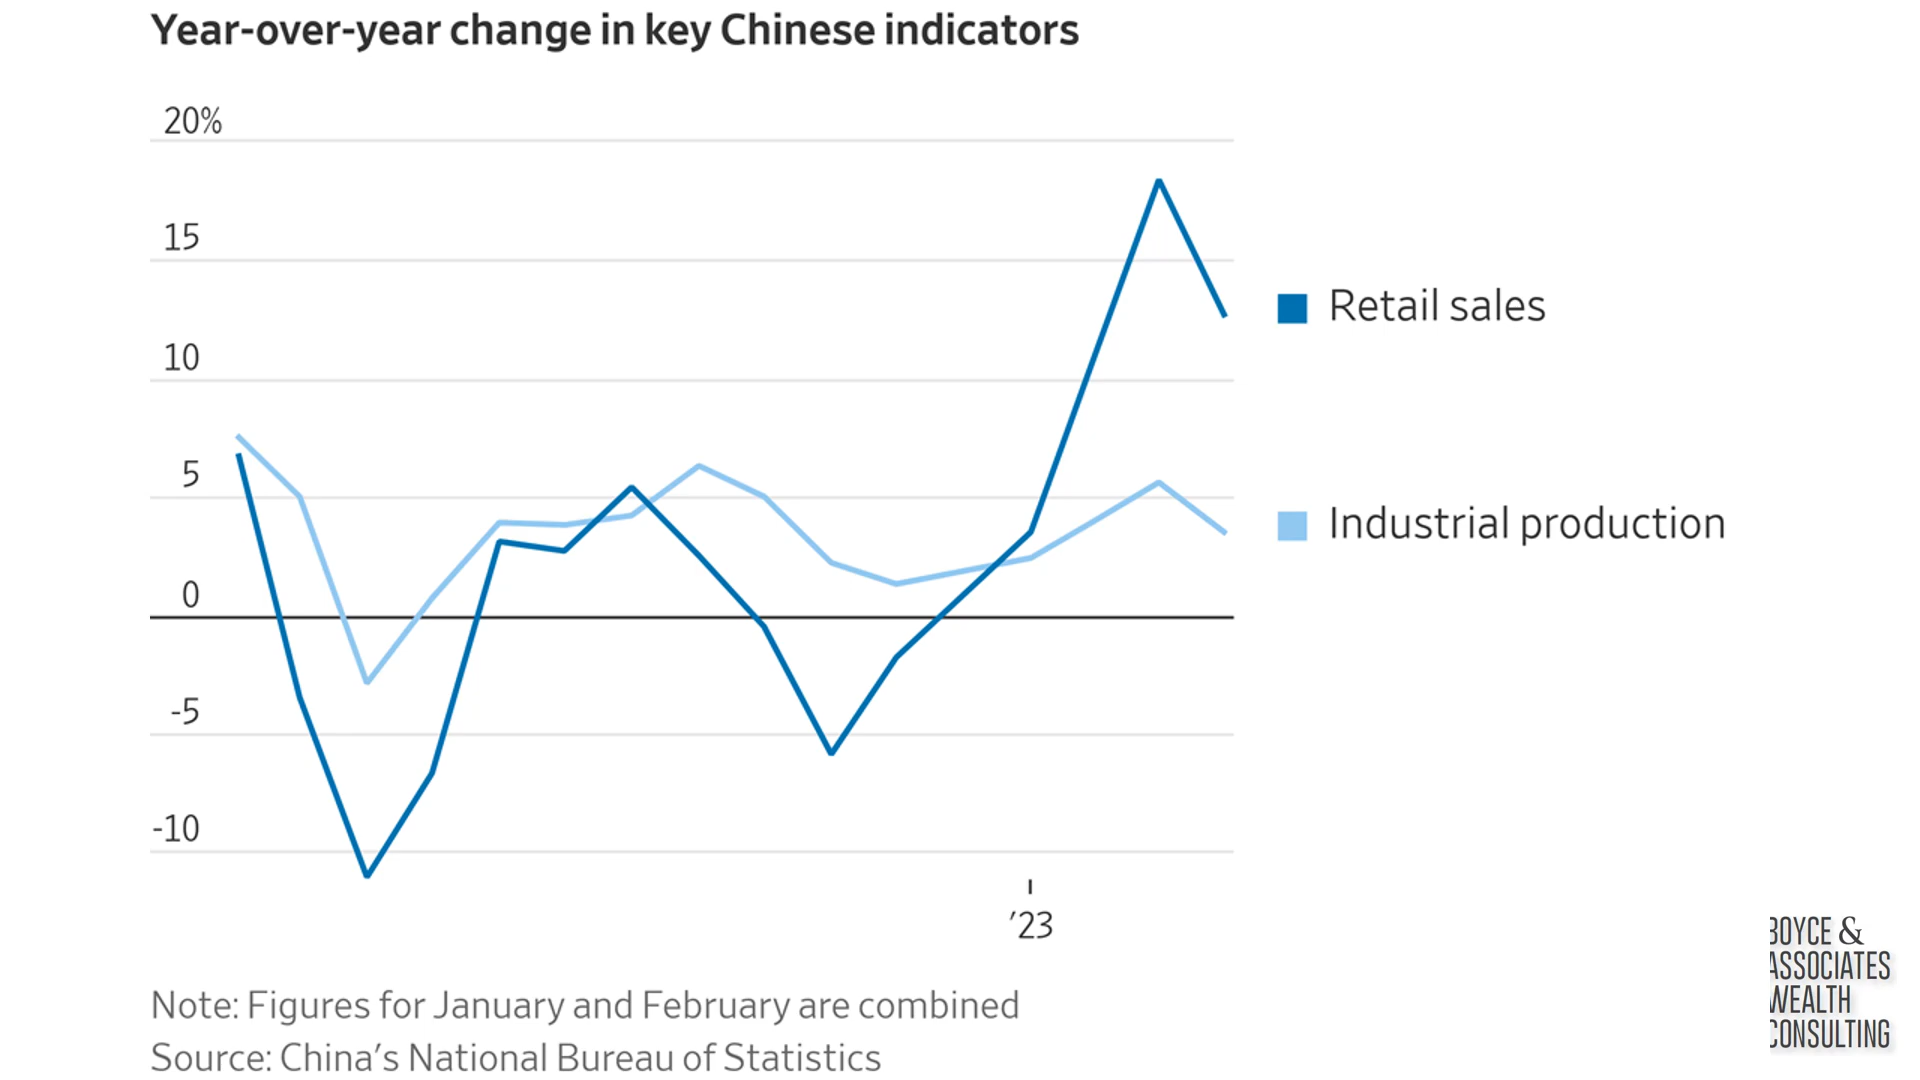 Year-over-year change in key Chinese indicators
20%
15
10
5
0
-5
-10
Retail sales
Industrial production
’23
Note: Figures for January and February are combined
Source: China’s National Bureau of Statistics
BOYCE &
ASSOCIATES
WEALTH
CONSULTING